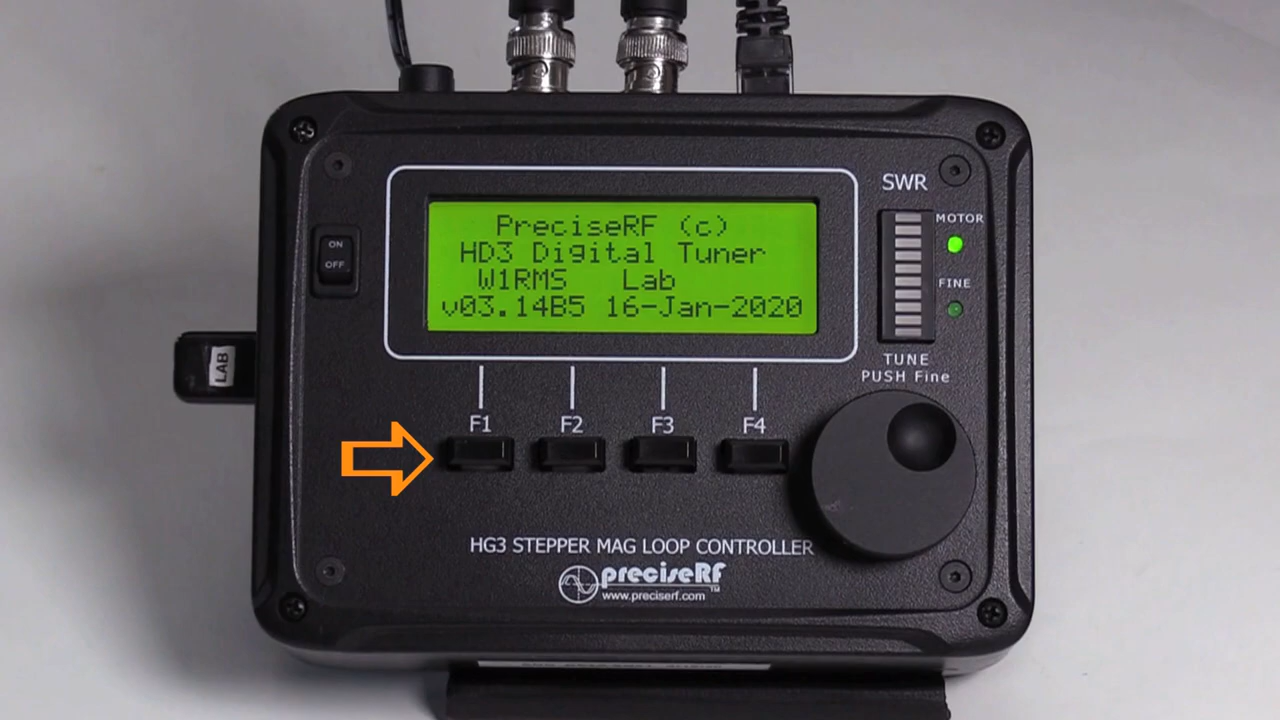 SWR
MOTOR
PreciseRF (c)
HD3 Digital Tuner
W1RMS Lab
v03.14B5 16-Jan-2020
ON
OFF
FINE
LAB
TUNE
PUSH Fine
F1 F2 F3 F4
HG3 STEPPER MAG LOOP CONTROLLER
preciseRF
TM
www.preciserf.com